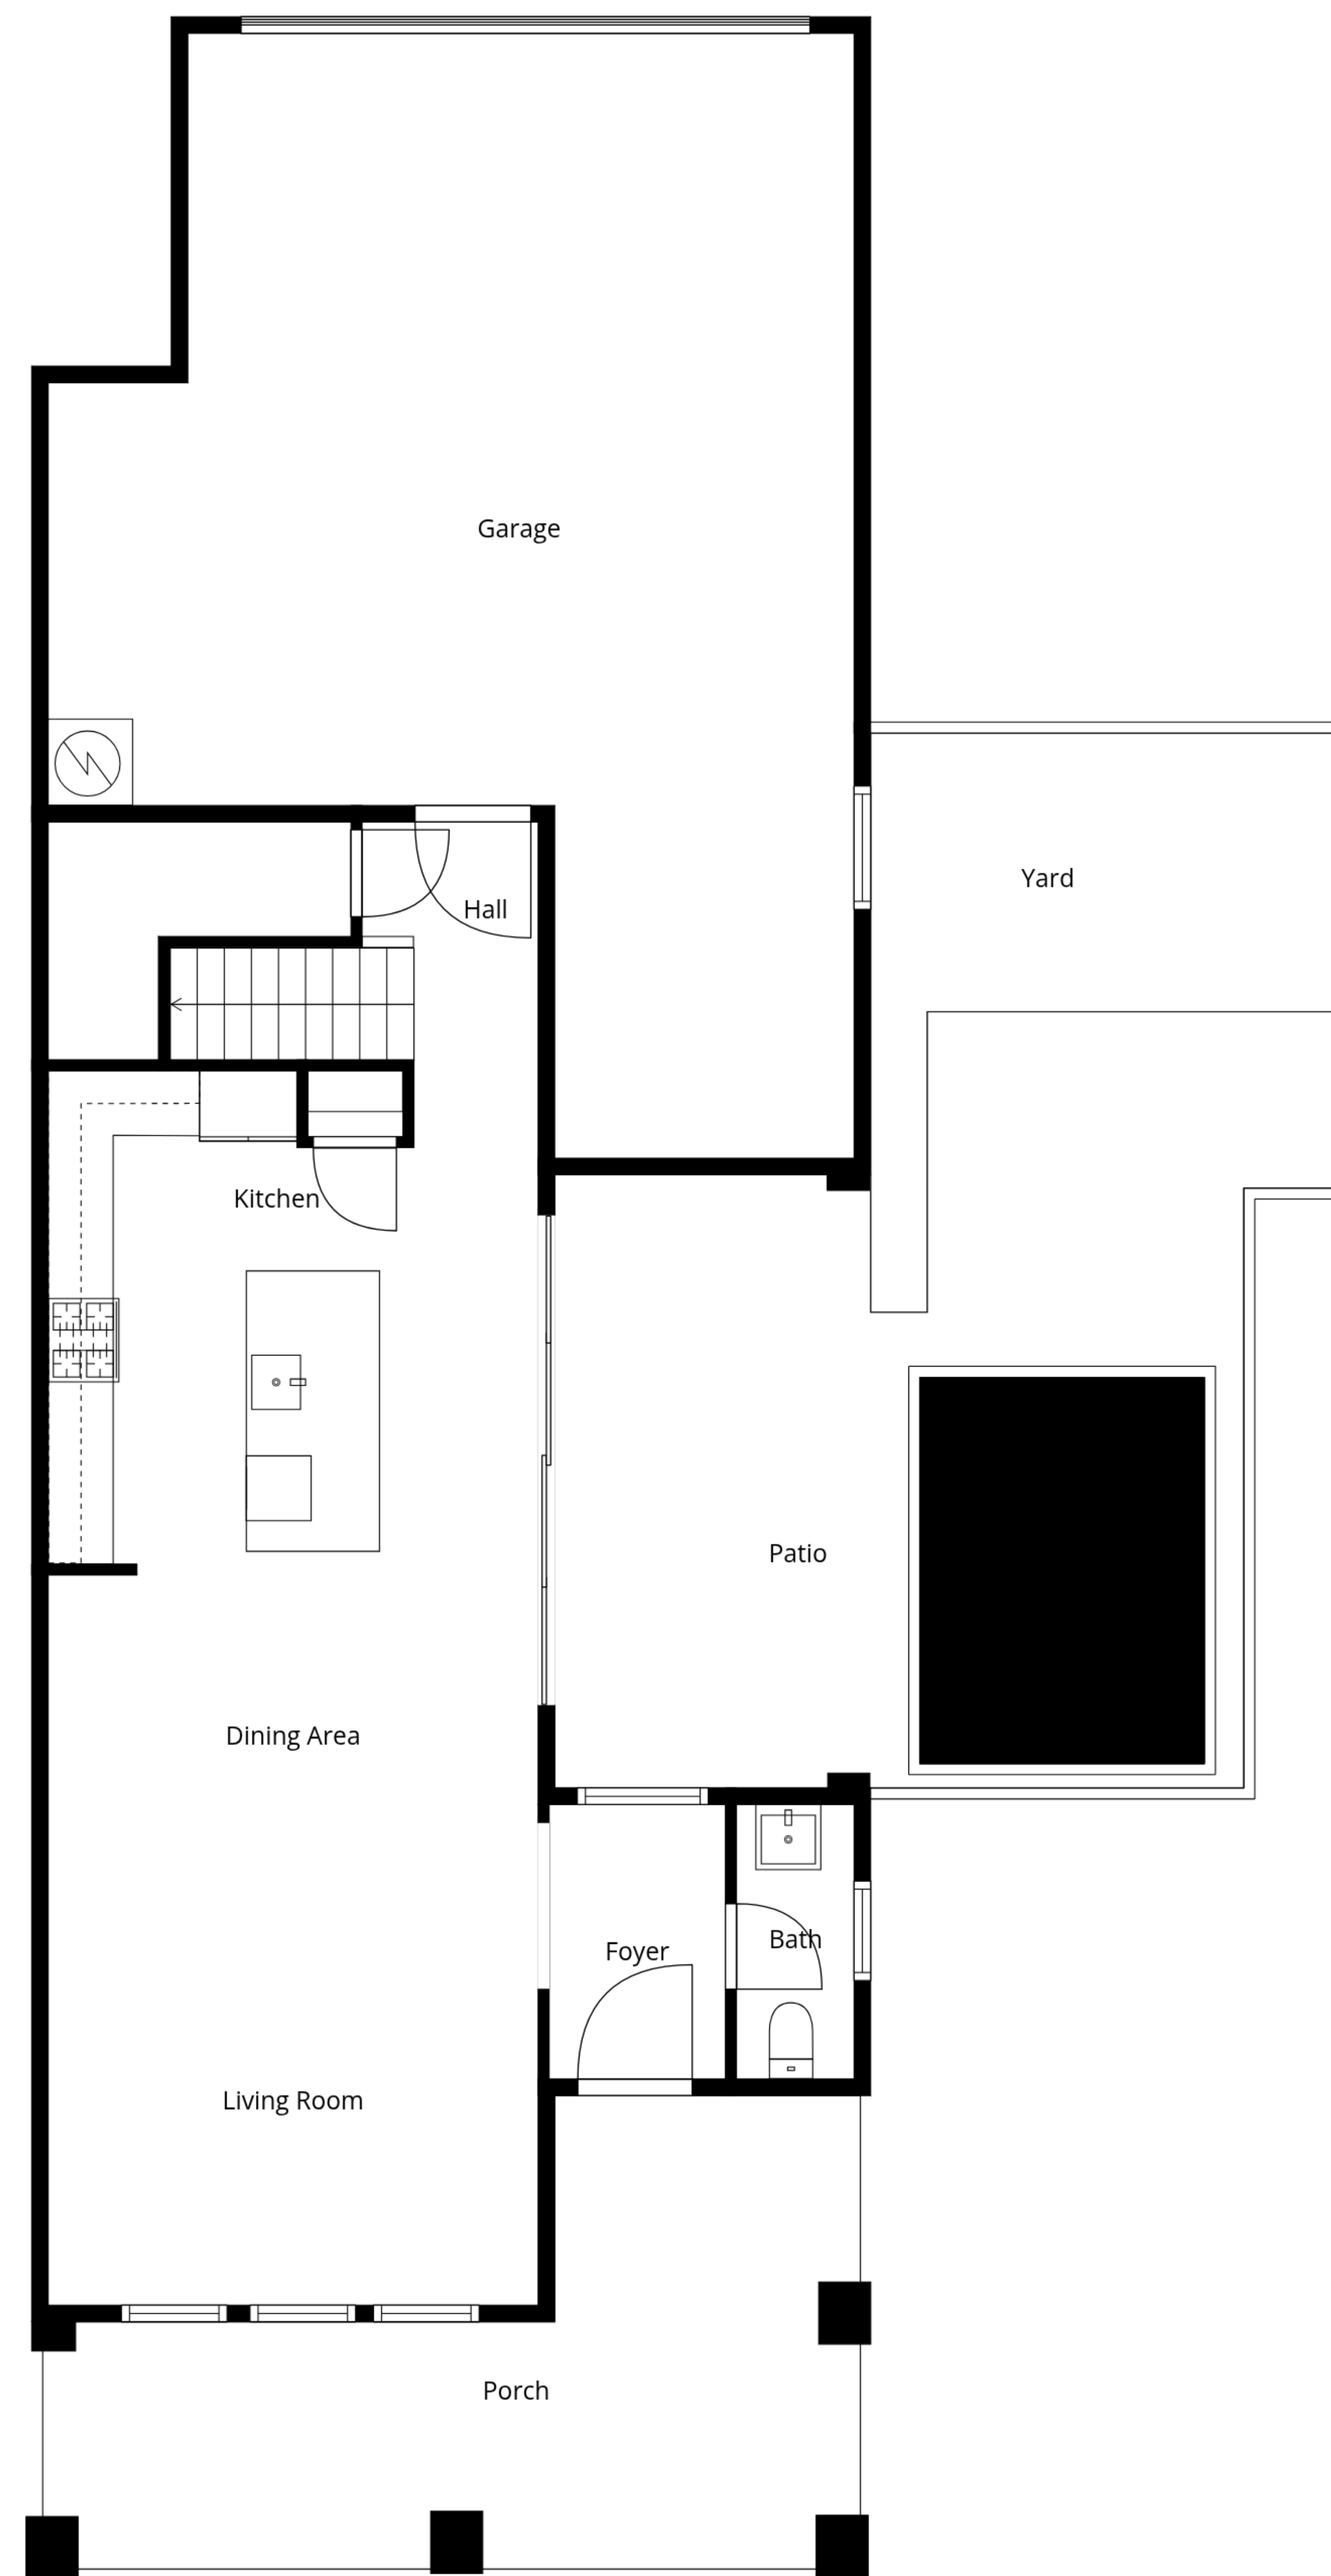 Garage
Yard
Hall
Kitchen
Patio
Dining Area
Bath
Foyer
Living Room
Porch